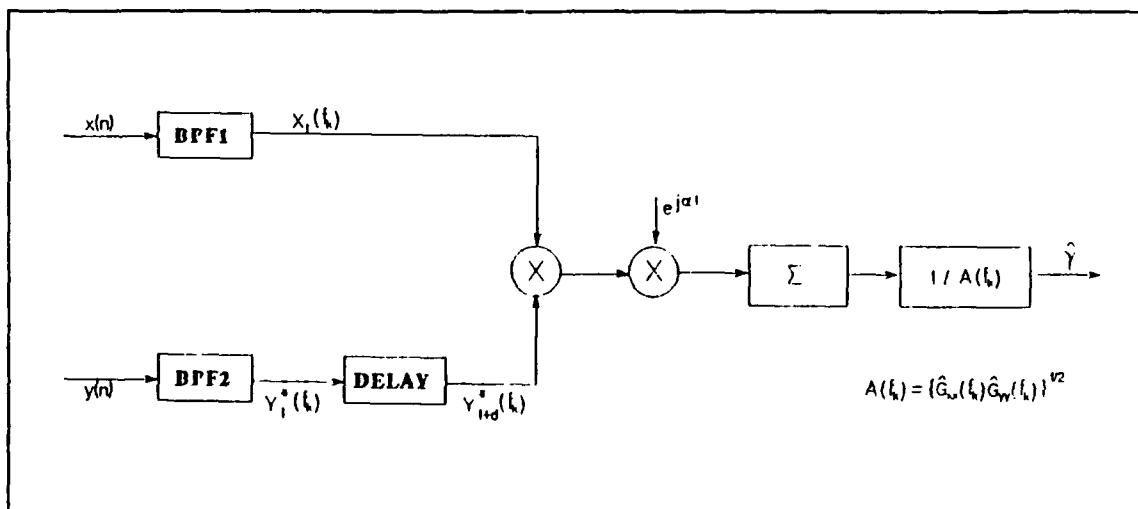 x(n)
BPF1
X_l(f_k)
e^{jαl}
X
X
Σ
1 / A(f_k)
γ̂
y(n)
BPF2
Y*_l(f_k)
DELAY
Y*_{l+d}(f_k)
A(f_k) = {Ĝ_xx(f_k)Ĝ_yy(f_k)}^{1/2}